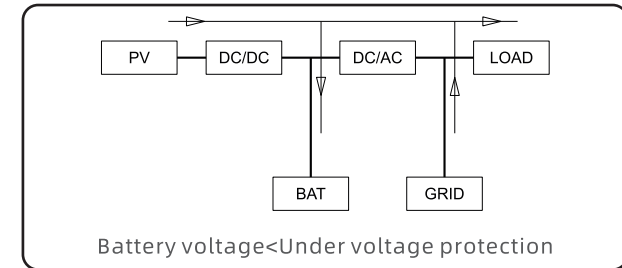 PV DC/DC DC/AC LOAD
BAT GRID
Battery voltage<Under voltage protection